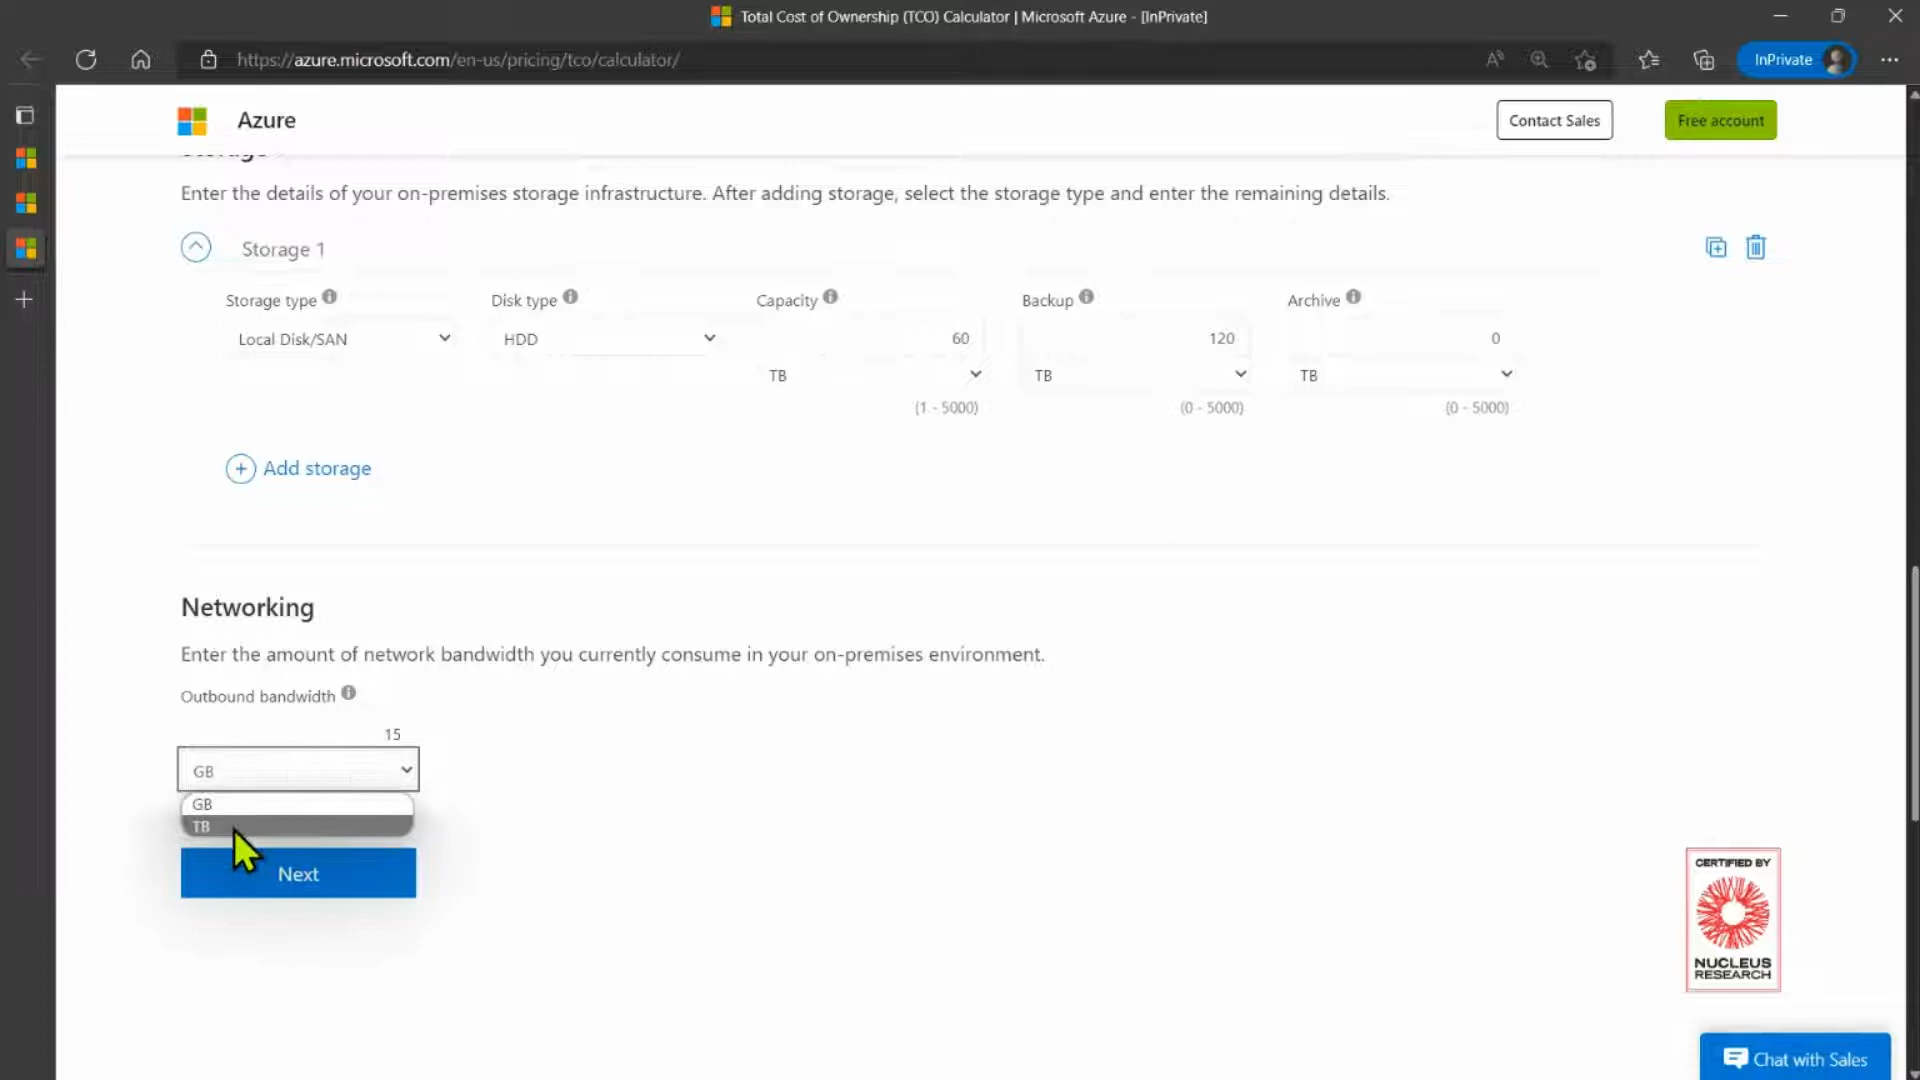 Total Cost of Ownership (TCO) Calculator | Microsoft Azure - [InPrivate]
https://azure.microsoft.com/en-us/pricing/tco/calculator/
InPrivate
Azure
Contact Sales
Free account
Storage
Enter the details of your on-premises storage infrastructure. After adding storage, select the storage type and enter the remaining details.
Storage 1
Storage type Disk type Capacity Backup Archive
Local Disk/SAN HDD 60 120 0
TB TB TB
(1 - 5000) (0 - 5000) (0 - 5000)
Add storage
Networking
Enter the amount of network bandwidth you currently consume in your on-premises environment.
Outbound bandwidth
15
GB
GB
TB
Next
CERTIFIED BY
NUCLEUS
RESEARCH
Chat with Sales